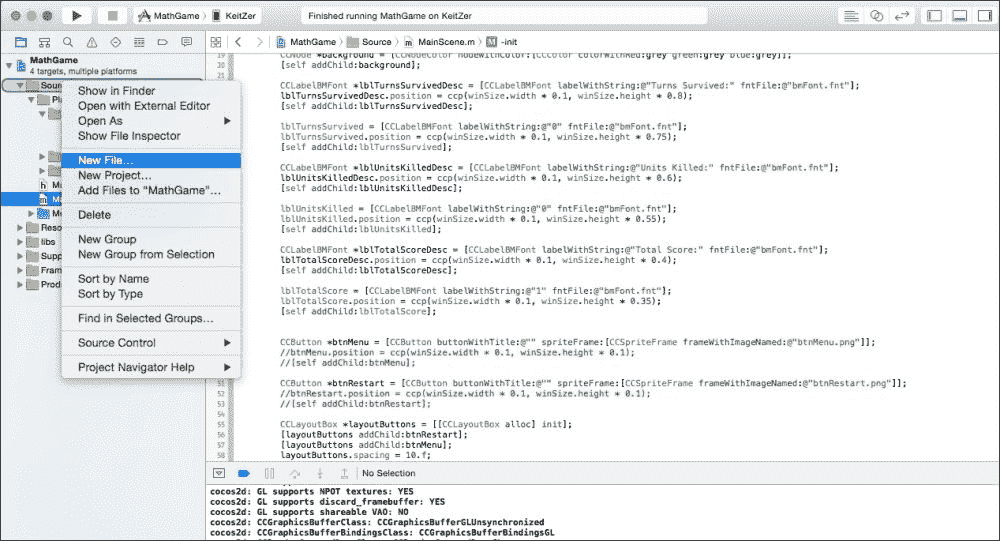 MathGame
KeitZer
Finished running MathGame on KeitZer
MathGame
Source
MainScene.m
-init
MathGame
4 targets, multiple platforms
Sour
Pla
h M
m Ma
M
Reso
libs
Supp
Fram
Prod
Show in Finder
Open with External Editor
Open As
Show File Inspector
New File…
New Project…
Add Files to "MathGame"…
Delete
New Group
New Group from Selection
Sort by Name
Sort by Type
Find in Selected Groups…
Source Control
Project Navigator Help
19 CCNode *background = [CCNodeColor nodeWithColor:[CCColor colorWithRed:grey green:grey blue:grey]];
20 [self addChild:background];
CCLabelBMFont *lblTurnsSurvivedDesc = [CCLabelBMFont labelWithString:@"Turns Survived:" fntFile:@"bmFont.fnt"];
lblTurnsSurvivedDesc.position = ccp(winSize.width * 0.1, winSize.height * 0.8);
[self addChild:lblTurnsSurvivedDesc];
lblTurnsSurvived = [CCLabelBMFont labelWithString:@"0" fntFile:@"bmFont.fnt"];
lblTurnsSurvived.position = ccp(winSize.width * 0.1, winSize.height * 0.75);
[self addChild:lblTurnsSurvived];
CCLabelBMFont *lblUnitsKilledDesc = [CCLabelBMFont labelWithString:@"Units Killed:" fntFile:@"bmFont.fnt"];
lblUnitsKilledDesc.position = ccp(winSize.width * 0.1, winSize.height * 0.6);
[self addChild:lblUnitsKilledDesc];
lblUnitsKilled = [CCLabelBMFont labelWithString:@"0" fntFile:@"bmFont.fnt"];
lblUnitsKilled.position = ccp(winSize.width * 0.1, winSize.height * 0.55);
[self addChild:lblUnitsKilled];
CCLabelBMFont *lblTotalScoreDesc = [CCLabelBMFont labelWithString:@"Total Score:" fntFile:@"bmFont.fnt"];
lblTotalScoreDesc.position = ccp(winSize.width * 0.1, winSize.height * 0.4);
[self addChild:lblTotalScoreDesc];
lblTotalScore = [CCLabelBMFont labelWithString:@"1" fntFile:@"bmFont.fnt"];
lblTotalScore.position = ccp(winSize.width * 0.1, winSize.height * 0.35);
[self addChild:lblTotalScore];
CCButton *btnMenu = [CCButton buttonWithTitle:@"" spriteFrame:[CCSpriteFrame frameWithImageNamed:@"btnMenu.png"]];
//btnMenu.position = ccp(winSize.width * 0.1, winSize.height * 0.1);
//[self addChild:btnMenu];
50
51 CCButton *btnRestart = [CCButton buttonWithTitle:@"" spriteFrame:[CCSpriteFrame frameWithImageNamed:@"btnRestart.png"]];
52 //btnRestart.position = ccp(winSize.width * 0.1, winSize.height * 0.1);
53 //[self addChild:btnRestart];
54
55 CCLayoutBox *layoutButtons = [[CCLayoutBox alloc] init];
56 [layoutButtons addChild:btnRestart];
57 [layoutButtons addChild:btnMenu];
58 layoutButtons.spacing = 10.f;
No Selection
cocos2d: GL supports NPOT textures: YES
cocos2d: GL supports discard_framebuffer: YES
cocos2d: GL supports shareable VAO: NO
cocos2d: CCGraphicsBufferClass: CCGraphicsBufferGLUnsynchronized
cocos2d: CCGraphicsBufferBindingsClass: CCGraphicsBufferBindingsGL